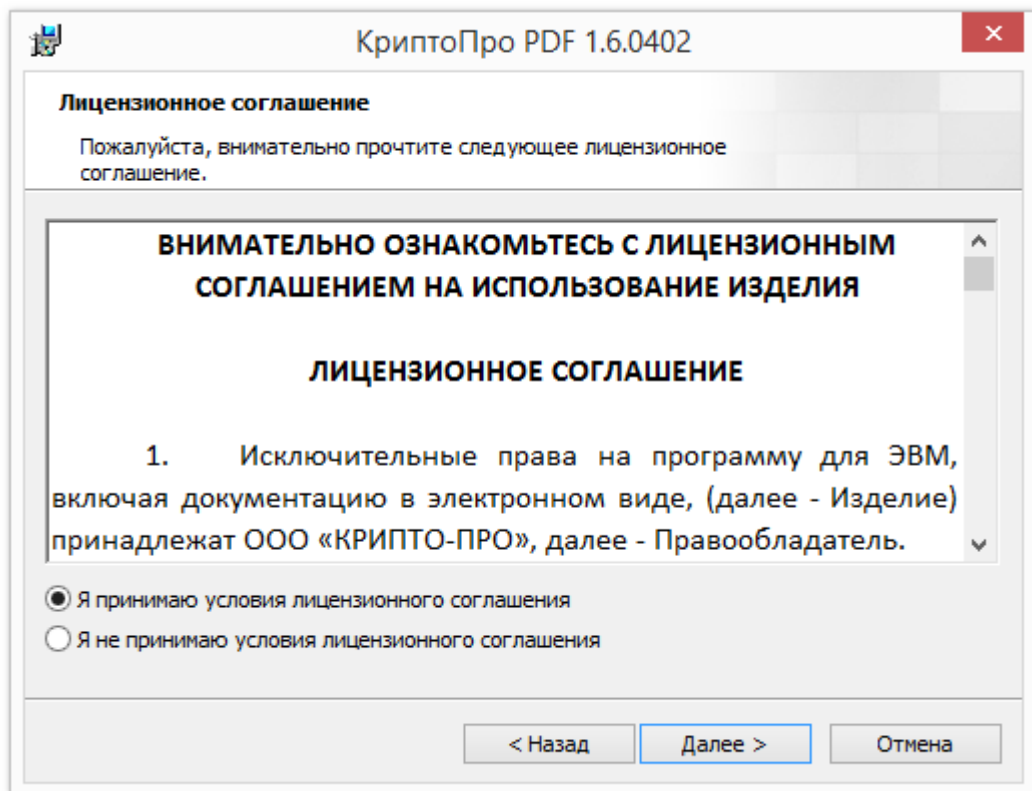 КриптоПро PDF 1.6.0402
Лицензионное соглашение
Пожалуйста, внимательно прочтите следующее лицензионное
соглашение.
ВНИМАТЕЛЬНО ОЗНАКОМЬТЕСЬ С ЛИЦЕНЗИОННЫМ
СОГЛАШЕНИЕМ НА ИСПОЛЬЗОВАНИЕ ИЗДЕЛИЯ
ЛИЦЕНЗИОННОЕ СОГЛАШЕНИЕ
1. Исключительные права на программу для ЭВМ,
включая документацию в электронном виде, (далее - Изделие)
принадлежат ООО «КРИПТО-ПРО», далее - Правообладатель.
Я принимаю условия лицензионного соглашения
Я не принимаю условия лицензионного соглашения
< Назад
Далее >
Отмена